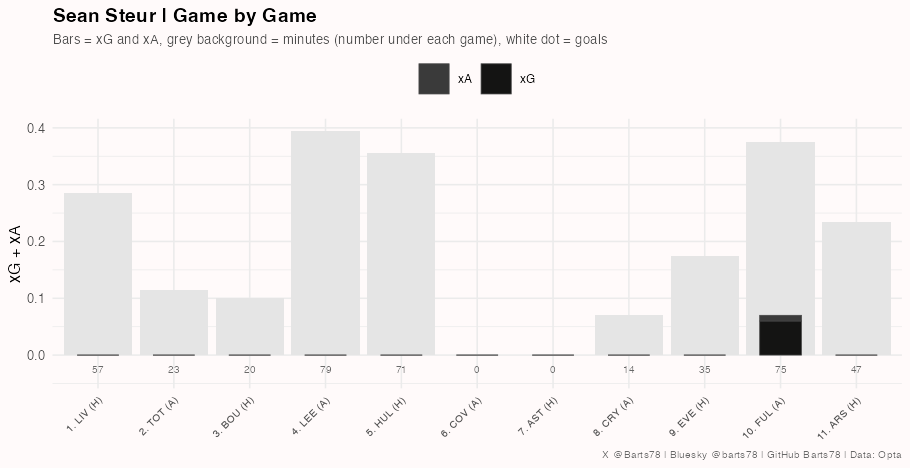 Sean Steur | Game by Game
Bars = xG and xA, grey background = minutes (number under each game), white dot = goals
xA xG
xG + xA
0.4
0.3
0.2
0.1
0.0
57 23 20 79 71 0 0 14 35 75 47
1. LIV (H) 2. TOT (A) 3. BOU (H) 4. LEE (A) 5. HUL (H) 6. COV (A) 7. AST (H) 8. CRY (A) 9. EVE (H) 10. FUL (A) 11. ARS (H)
X @Barts78 | Bluesky @barts78 | GitHub Barts78 | Data: Opta